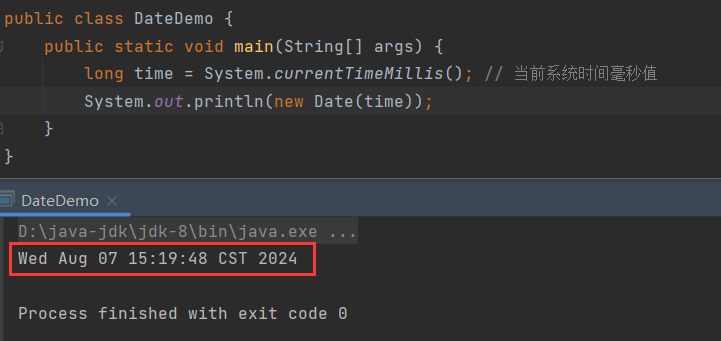 public class DateDemo {
public static void main(String[] args) {
long time = System.currentTimeMillis(); // 当前系统时间毫秒值
System.out.println(new Date(time));
}
}
DateDemo ×
D:\java-jdk\jdk-8\bin\java.exe ...
Wed Aug 07 15:19:48 CST 2024
Process finished with exit code 0